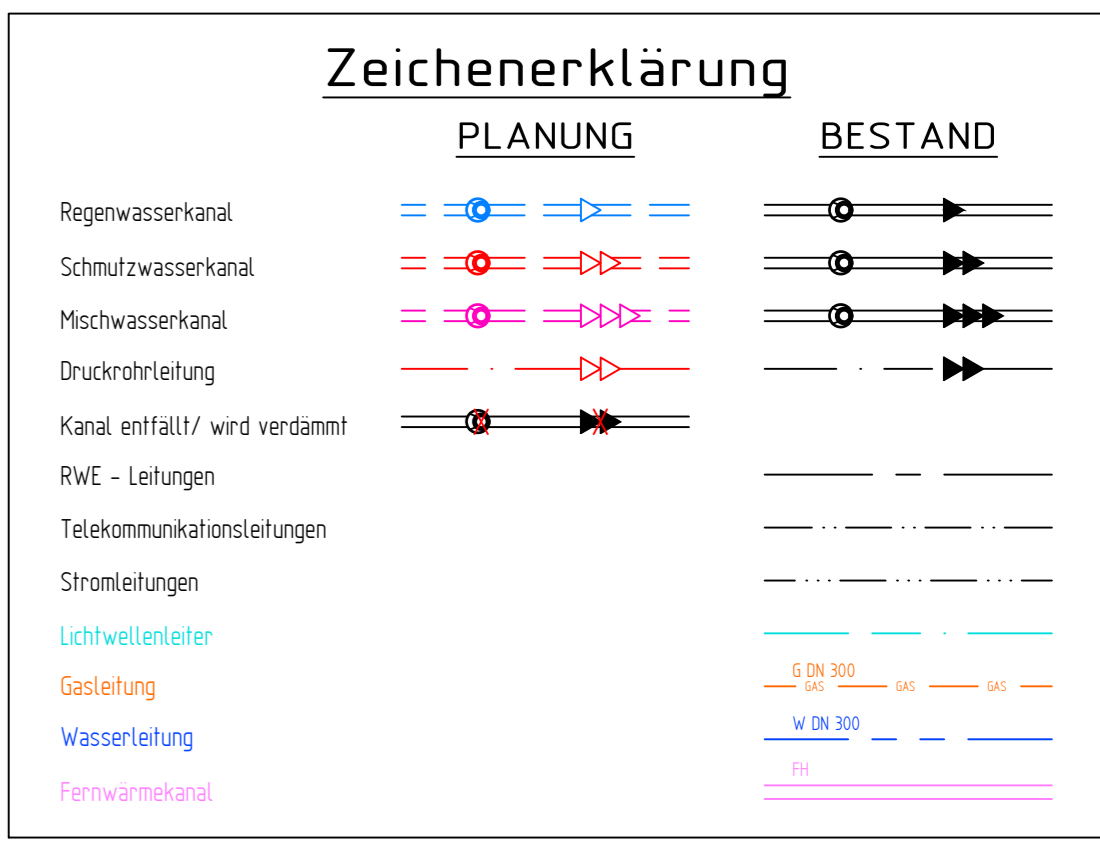 Zeichenerklärung
PLANUNG BESTAND
Regenwasserkanal
Schmutzwasserkanal
Mischwasserkanal
Druckrohrleitung
Kanal entfällt/ wird verdämmt
RWE - Leitungen
Telekommunikationsleitungen
Stromleitungen
Lichtwellenleiter
G DN 300
Gasleitung GAS GAS GAS
W DN 300
Wasserleitung
FH
Fernwärmekanal